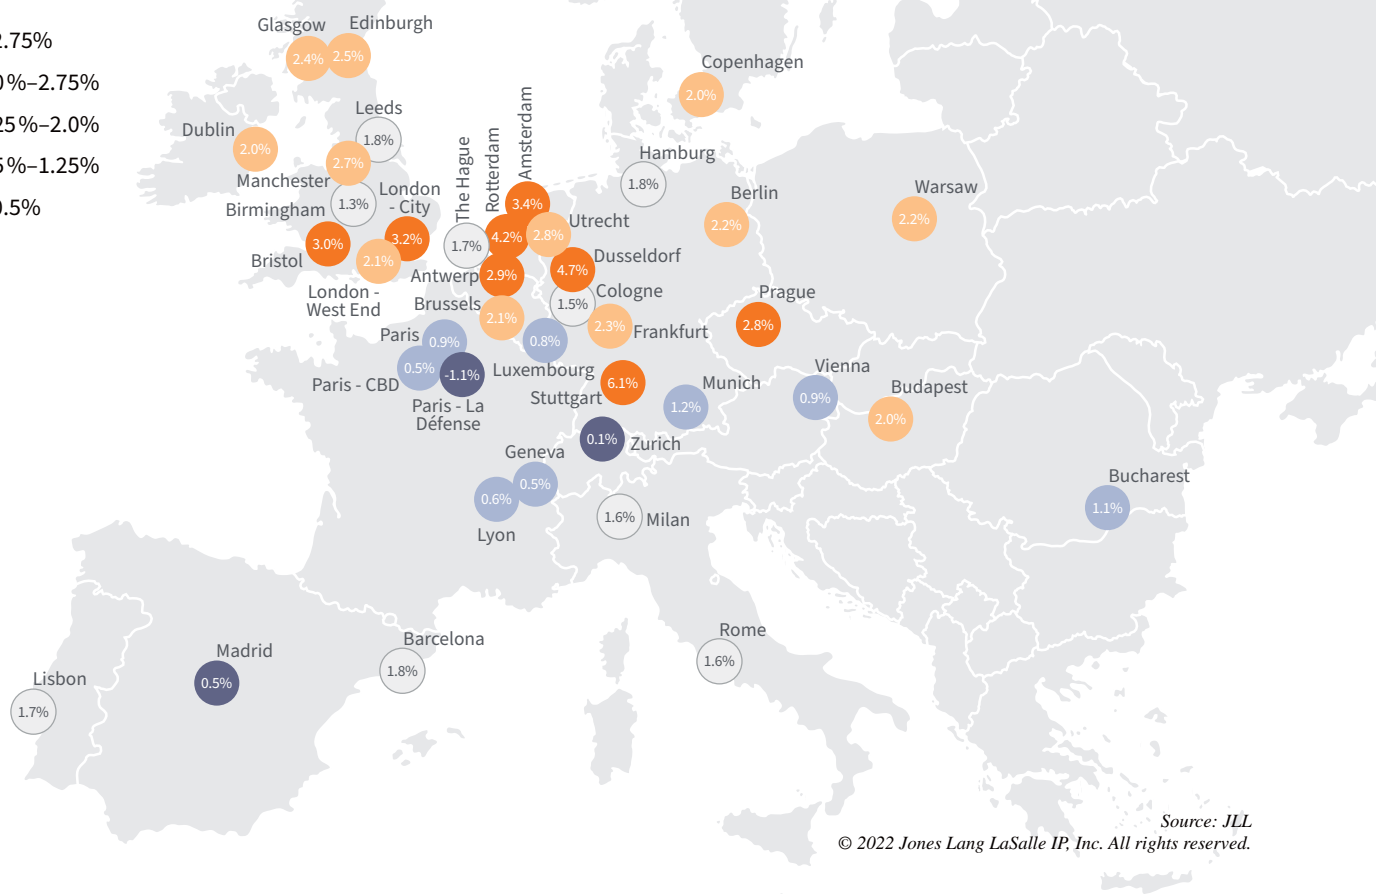 2.75%
0%–2.75%
25%–2.0%
5%–1.25%
0.5%
Glasgow
2.4%
Edinburgh
2.5%
Copenhagen
2.0%
Leeds
1.8%
Dublin
2.0%
2.7%
Manchester
Birmingham
1.3%
London
- City
3.2%
Bristol
3.0%
2.1%
London -
West End
The Hague
1.7%
Rotterdam
4.2%
Amsterdam
3.4%
Utrecht
2.8%
Hamburg
1.8%
Berlin
2.2%
Warsaw
2.2%
Antwerp
2.9%
Dusseldorf
4.7%
Brussels
2.1%
Cologne
1.5%
2.3%
Frankfurt
Prague
2.8%
Paris
0.9%
Paris - CBD
0.5%
-1.1%
Paris - La
Défense
0.8%
Luxembourg
Stuttgart
6.1%
Munich
1.2%
Vienna
0.9%
Budapest
2.0%
0.1%
Zurich
Geneva
0.5%
0.6%
Lyon
1.6%
Milan
Bucharest
1.1%
Madrid
0.5%
Barcelona
1.8%
Rome
1.6%
Lisbon
1.7%
Source: JLL
© 2022 Jones Lang LaSalle IP, Inc. All rights reserved.